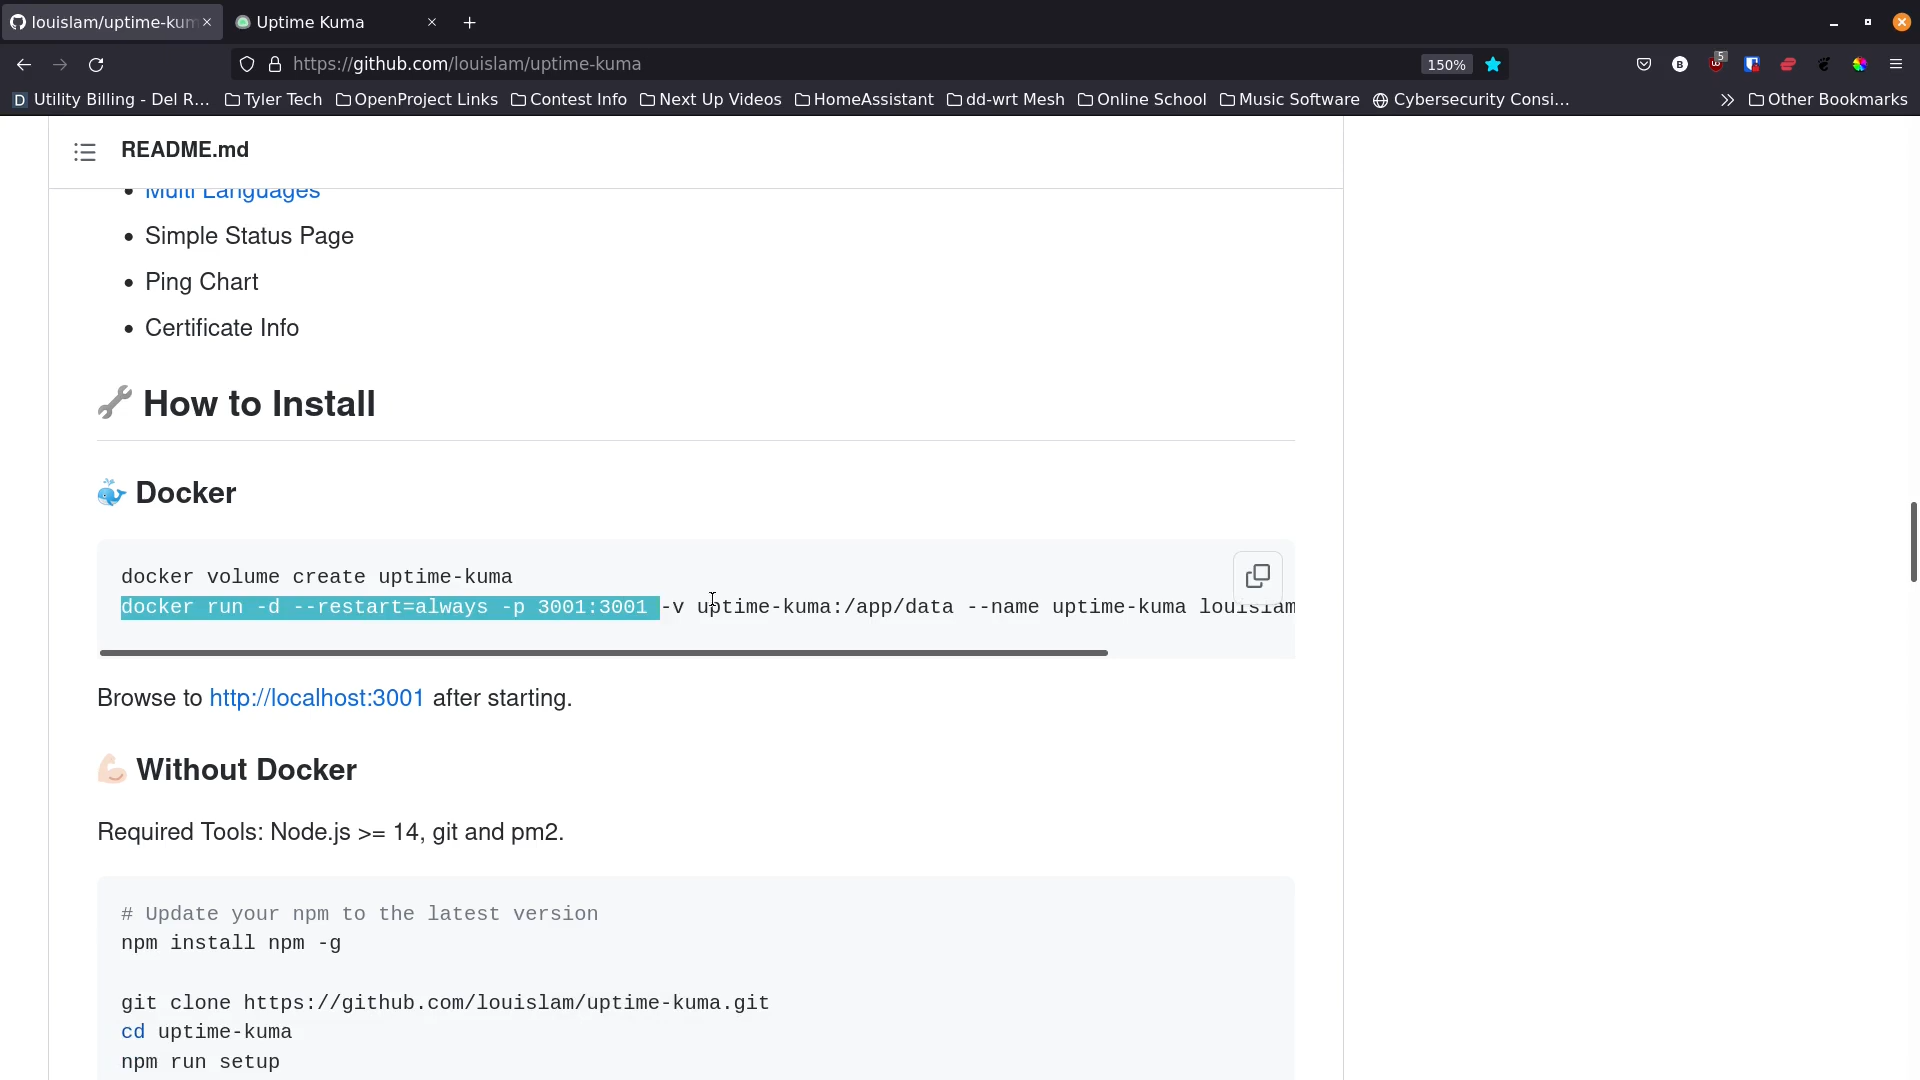 louislam/uptime-kum
Uptime Kuma
https://github.com/louislam/uptime-kuma
150%
5
Utility Billing - Del R…
Tyler Tech
OpenProject Links
Contest Info
Next Up Videos
HomeAssistant
dd-wrt Mesh
Online School
Music Software
Cybersecurity Consi…
Other Bookmarks
README.md
Multi Languages
Simple Status Page
Ping Chart
Certificate Info
How to Install
Docker
docker volume create uptime-kuma
docker run -d --restart=always -p 3001:3001 -v uptime-kuma:/app/data --name uptime-kuma louislam
Browse to http://localhost:3001 after starting.
Without Docker
Required Tools: Node.js >= 14, git and pm2.
# Update your npm to the latest version
npm install npm -g
git clone https://github.com/louislam/uptime-kuma.git
cd uptime-kuma
npm run setup